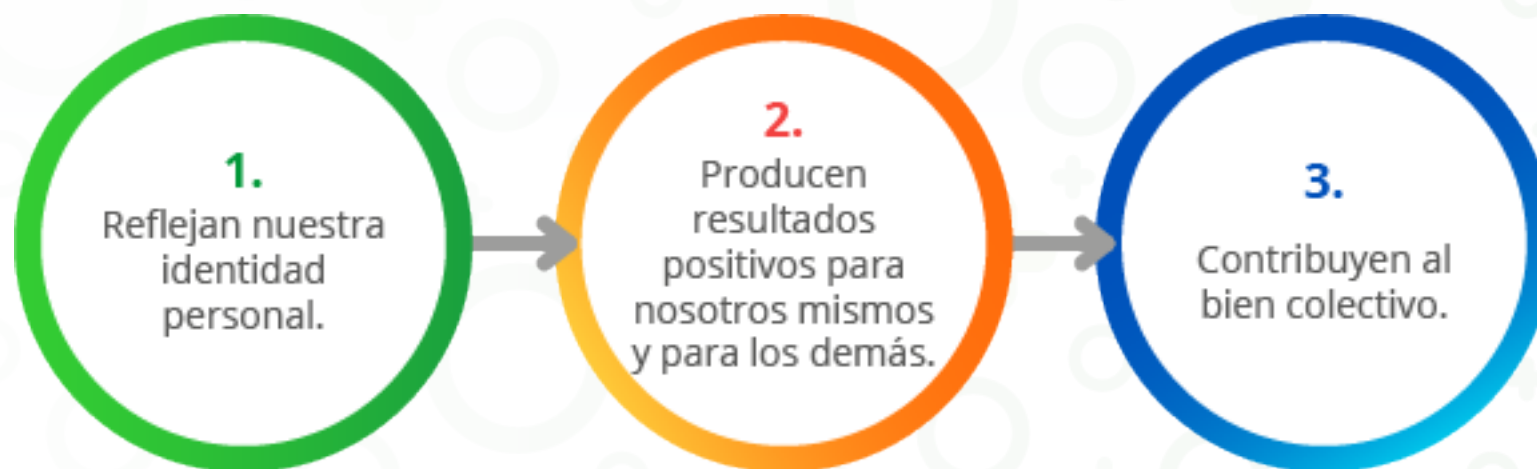 1.
Reflejan nuestra
identidad
personal.
2.
Producen
resultados
positivos para
nosotros mismos
y para los demás.
3.
Contribuyen al
bien colectivo.